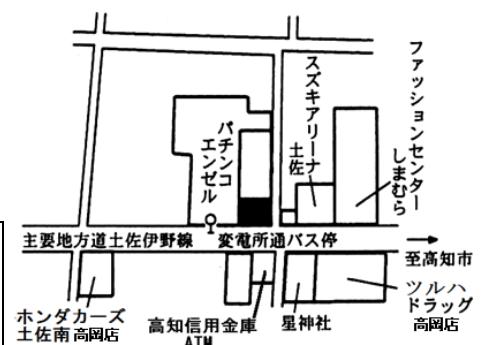 ファッションセンター
しまむら
スズキアリーナ
土佐
パチンコ
エンゼル
主要地方道土佐伊野線 変電所通バス停
至高知市
ホンダカーズ
土佐南高岡店
高知信用金庫
ATM
星神社
ツルハ
ドラッグ
高岡店